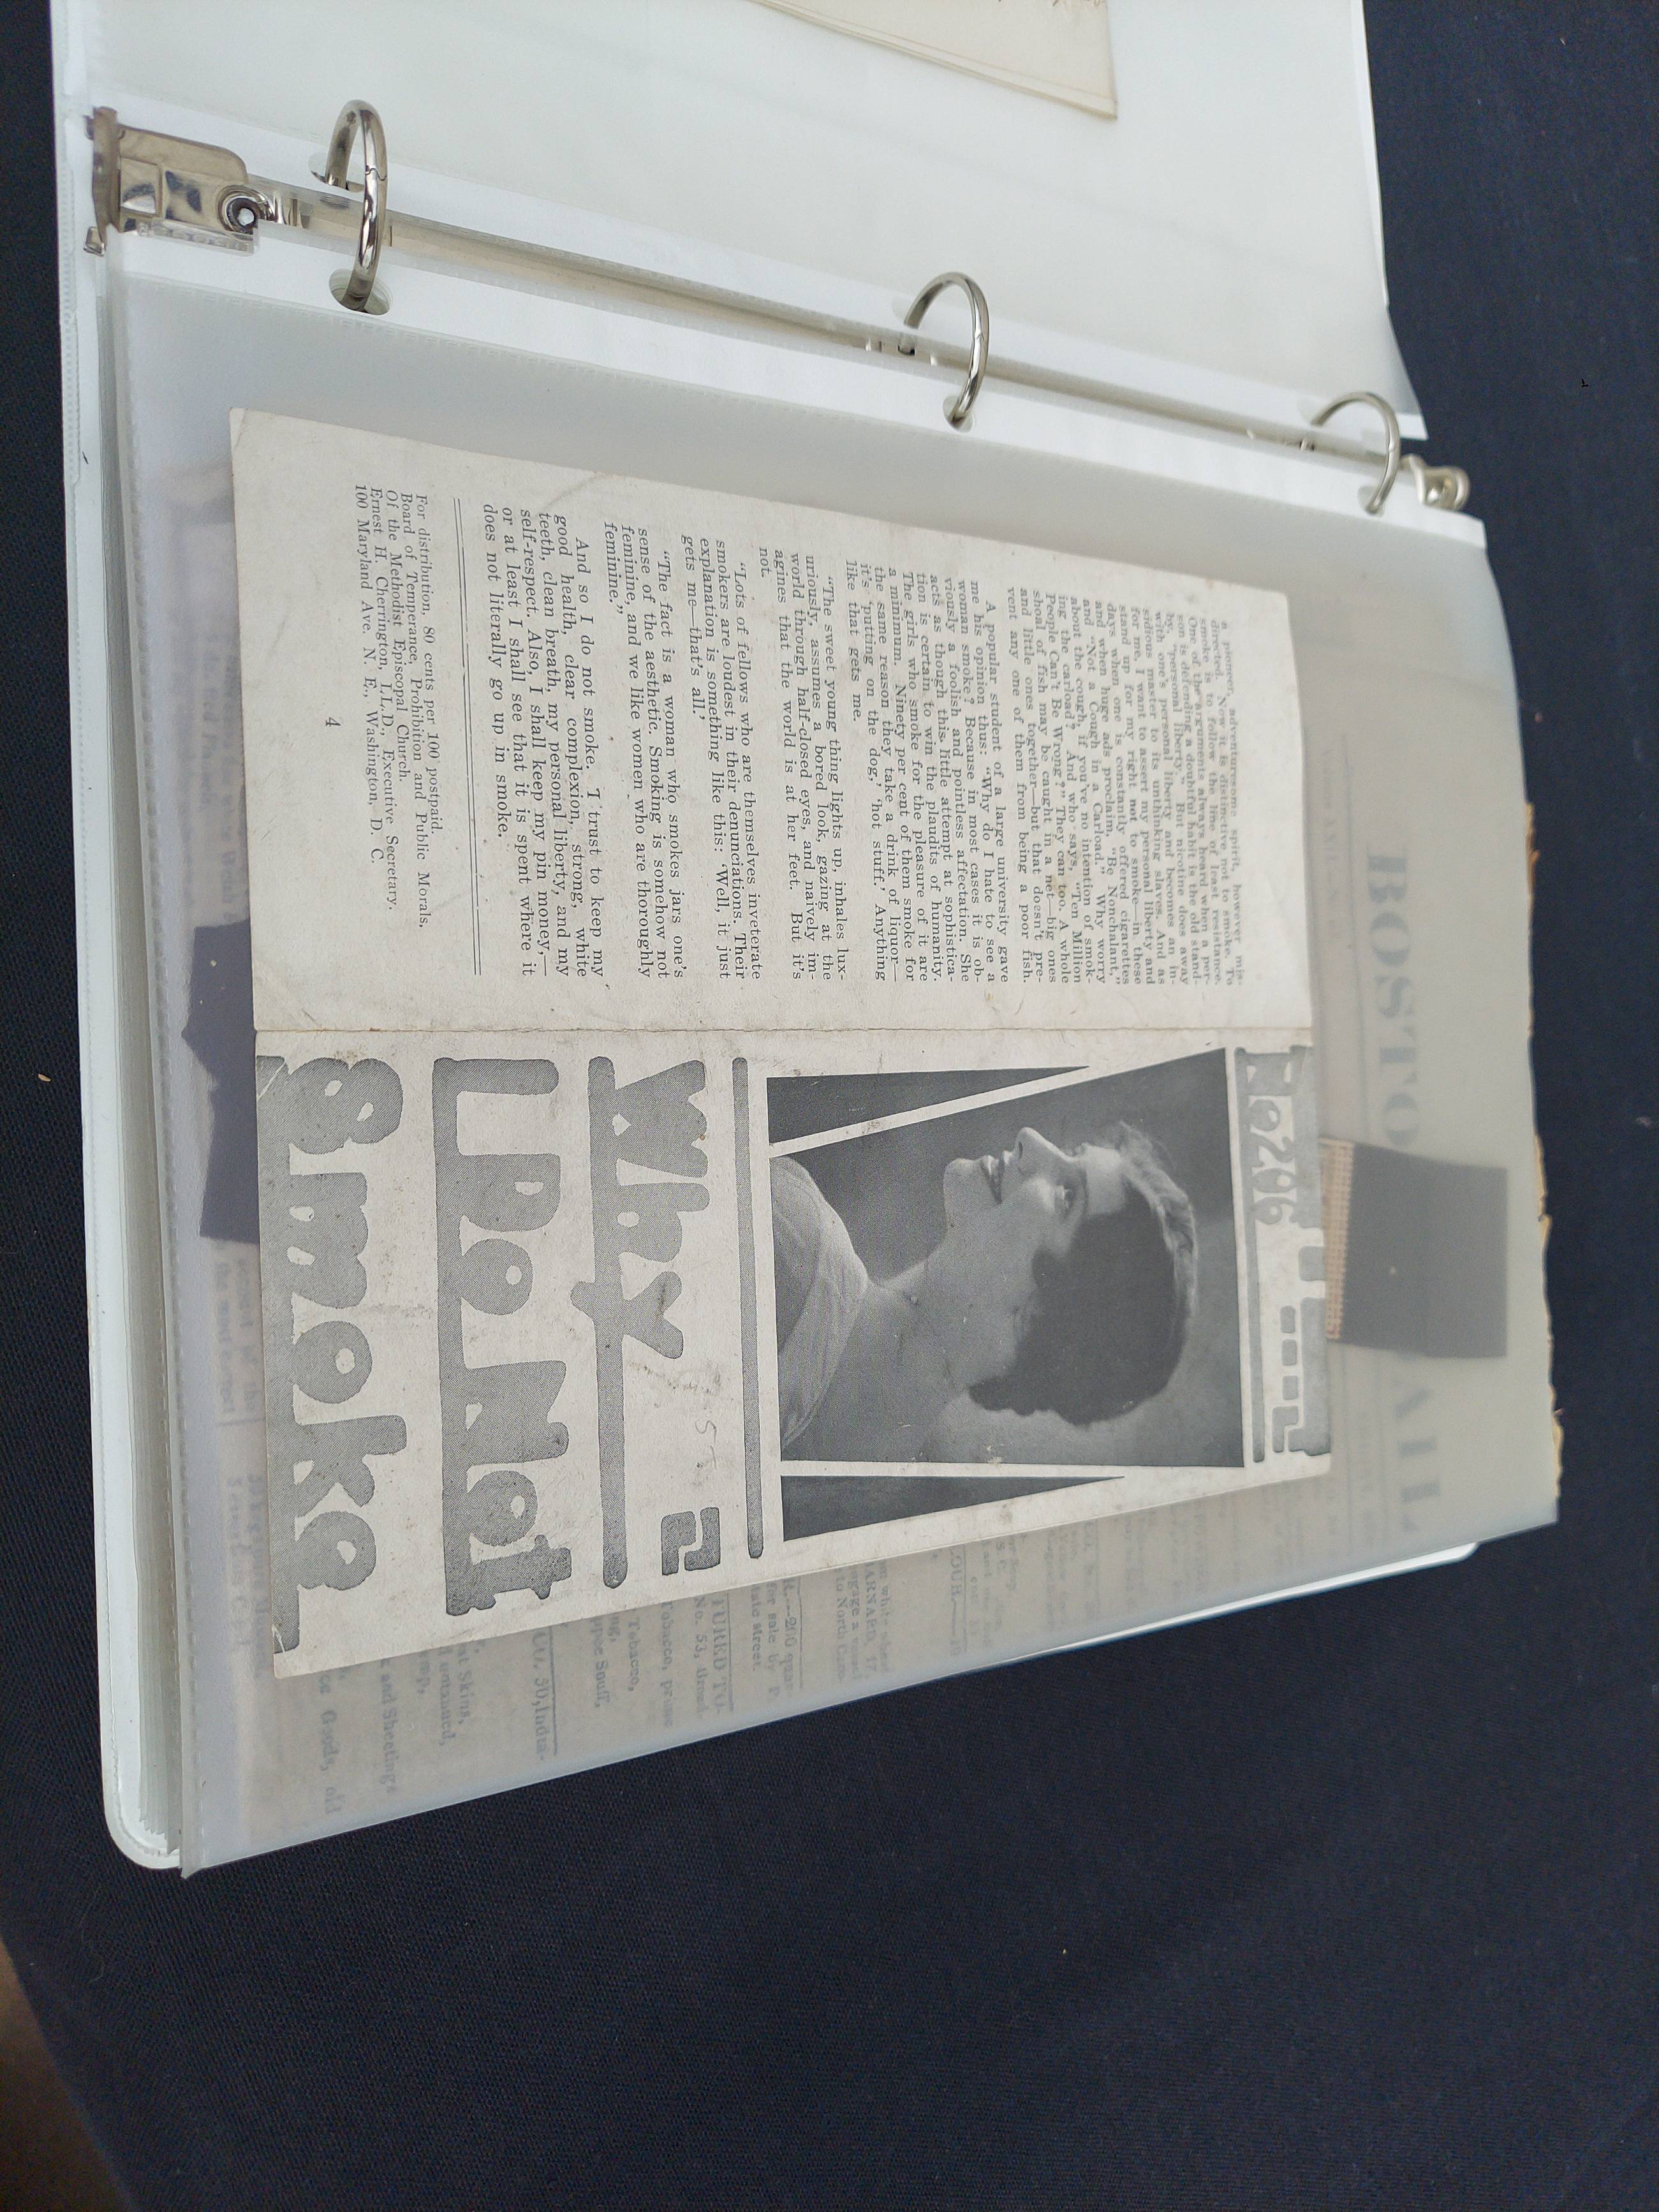 a pioneer, adventuresome spirit, however mis-
directed. Now it is distinctive not to smoke. To
smoke is to follow the line of least resistance.
One of the arguments always heard when a per-
son is defending a doubtful habit is the old stand-
by, "personal liberty." But nicotine does away
with one's personal liberty and becomes an in-
sidious master to its unthinking slaves. And as
for me, I want to assert my personal liberty and
stand up for my right not to smoke—in these
days when one is constantly offered cigarettes
and when huge ads proclaim, "Be Nonchalant,"
and "Not a Cough in a Carload." Why worry
about the cough, if you've no intention of smok-
ing the carload? And who says, "Ten Million
People Can't Be Wrong?" They can too. A whole
shoal of fish may be caught in a net—big ones
and little ones together—but that doesn't pre-
vent any one of them from being a poor fish.
A popular student of a large university gave
me his opinion thus: "Why do I hate to see a
woman smoke? Because in most cases it is ob-
viously a foolish and pointless affectation. She
acts as though this little attempt at sophistica-
tion is certain to win the plaudits of humanity.
The girls who smoke for the pleasure of it are
a minimum. Ninety per cent of them smoke for
the same reason they take a drink of liquor—
it's 'putting on the dog,' 'hot stuff.' Anything
like that gets me.
"The sweet young thing lights up, inhales lux-
uriously, assumes a bored look, gazing at the
world through half-closed eyes, and naively im-
agines that the world is at her feet. But it's
not.
"Lots of fellows who are themselves inveterate
smokers are loudest in their denunciations. Their
explanation is something like this: 'Well, it just
gets me—that's all.'
"The fact is a woman who smokes jars one's
sense of the aesthetic. Smoking is somehow not
feminine, and we like women who are thoroughly
feminine."
And so I do not smoke. I trust to keep my
good health, clear complexion, strong, white
teeth, clean breath, my personal liberty, and my
self-respect. Also, I shall keep my pin money,—
or at least I shall see that it is spent where it
does not literally go up in smoke.
For distribution, 80 cents per 100 postpaid.
Board of Temperance, Prohibition and Public Morals,
Of the Methodist Episcopal Church.
Ernest H. Cherrington, L.L.D., Executive Secretary.
100 Maryland Ave. N. E., Washington, D. C.
4
No 296
Why
I Do Not
Smoke
BOSTO